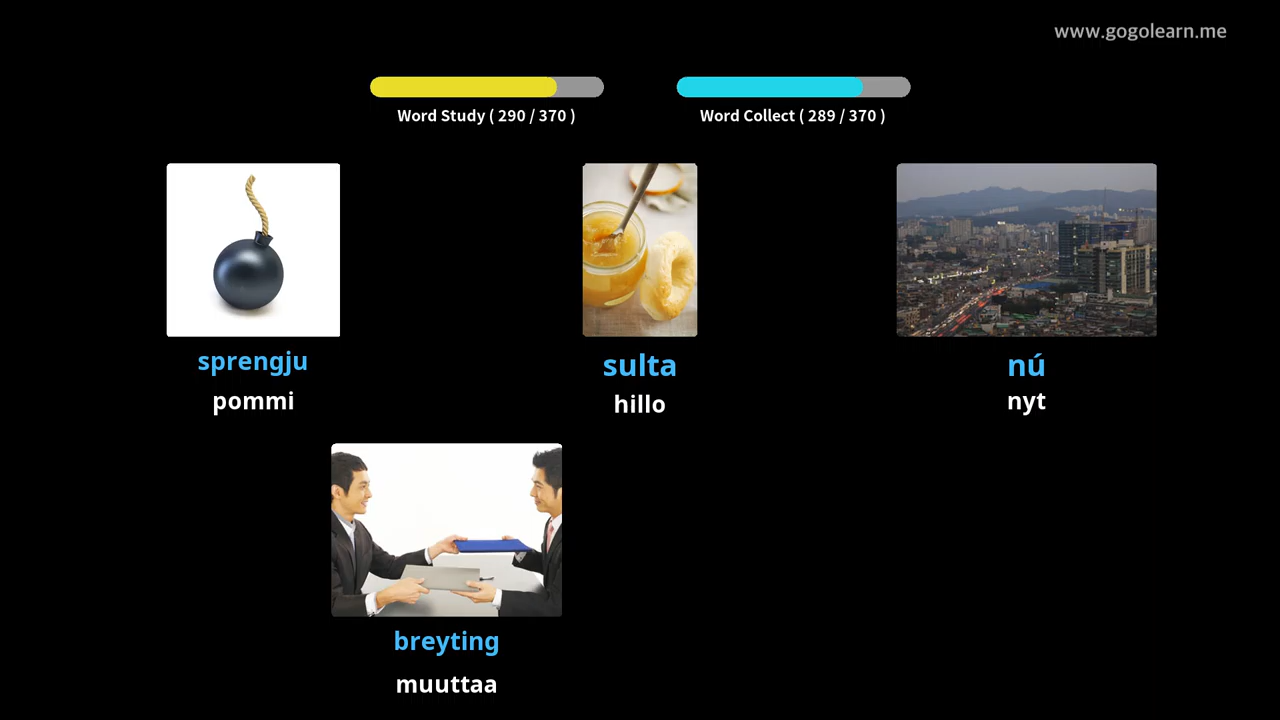 www.gogolearn.me
Word Study ( 290 / 370 )
Word Collect ( 289 / 370 )
sprengju
pommi
sulta
hillo
nú
nyt
breyting
muuttaa